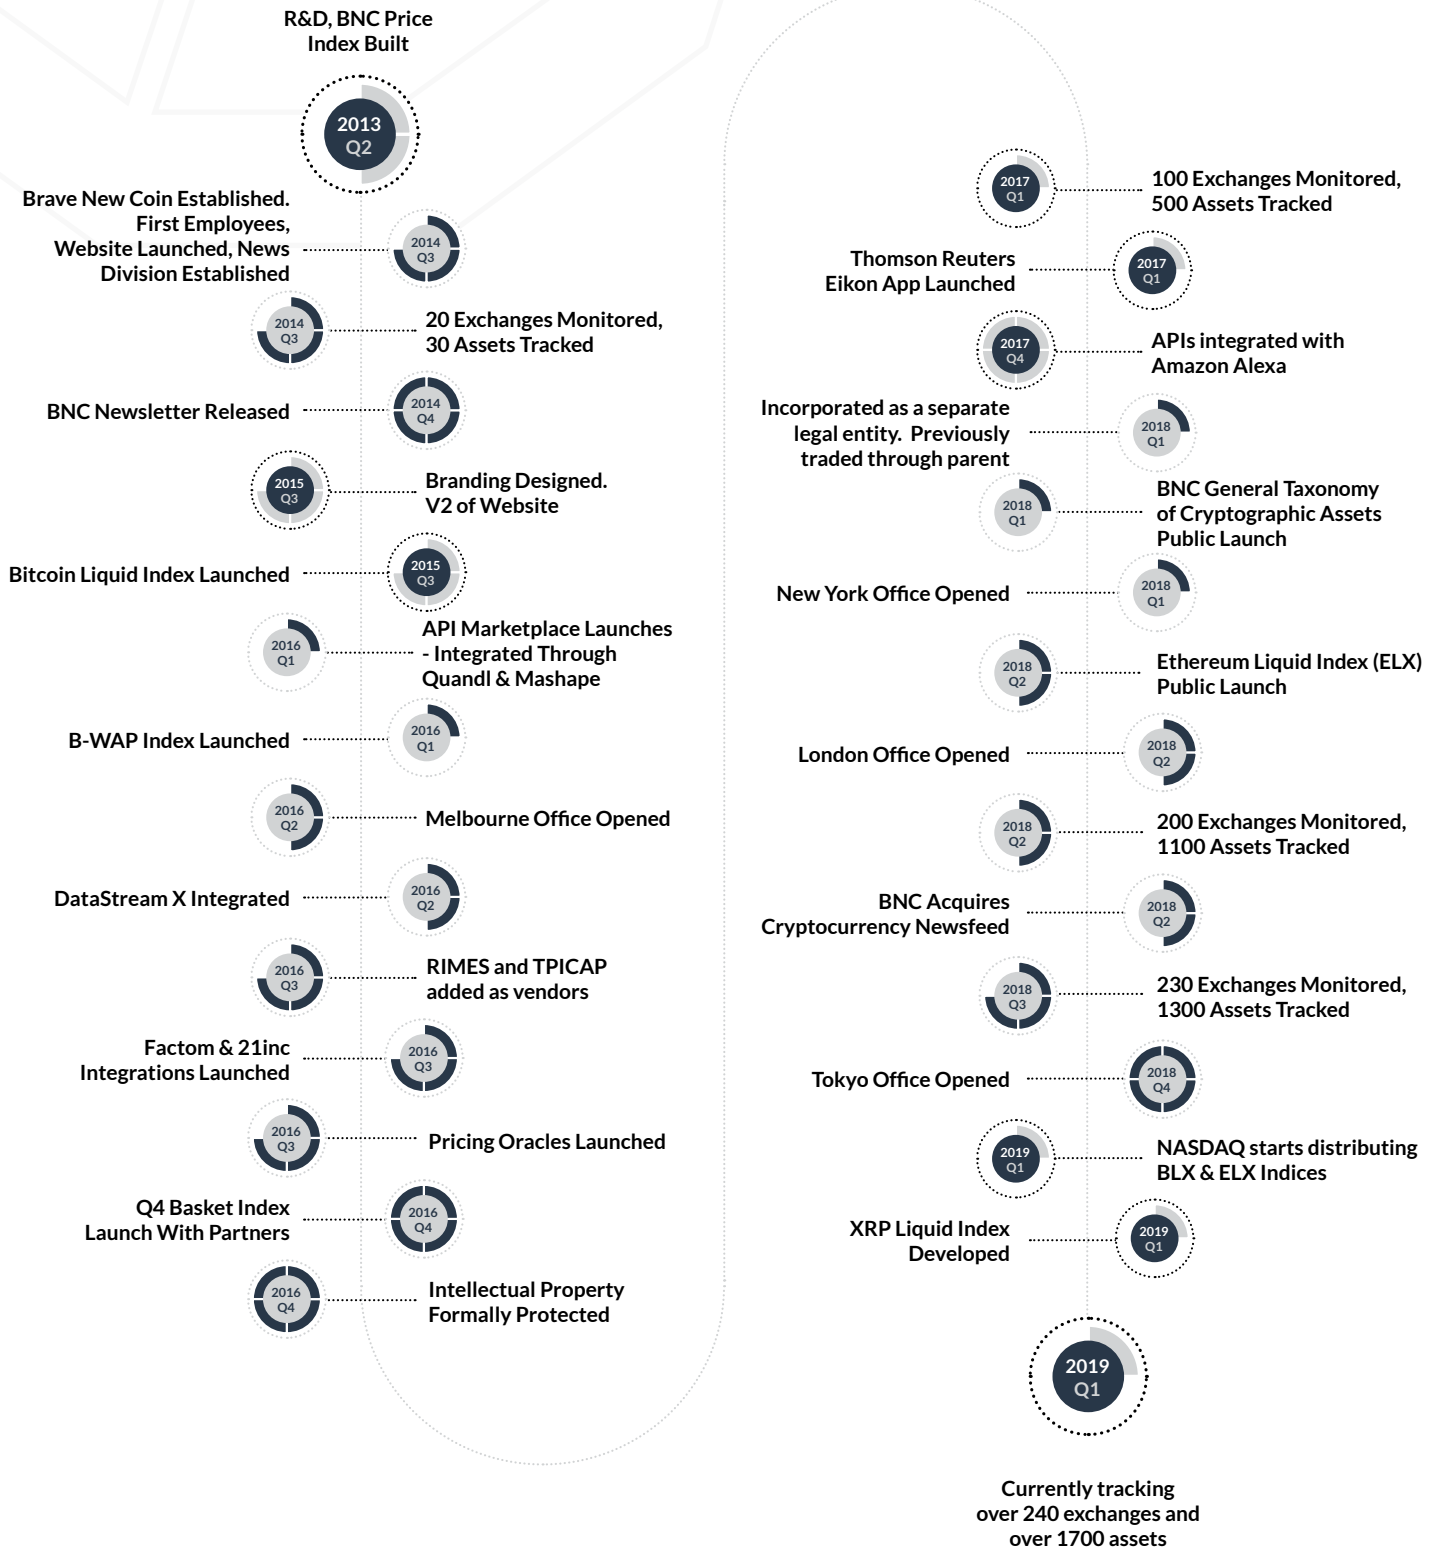 R&D, BNC Price
Index Built
2013
Q2
Brave New Coin Established.
First Employees,
Website Launched, News
Division Established
2014
Q3
2014
Q3
20 Exchanges Monitored,
30 Assets Tracked
BNC Newsletter Released
2014
Q4
2015
Q3
Branding Designed.
V2 of Website
Bitcoin Liquid Index Launched
2015
Q3
2016
Q1
API Marketplace Launches
- Integrated Through
Quandl & Mashape
B-WAP Index Launched
2016
Q1
2016
Q2
Melbourne Office Opened
DataStream X Integrated
2016
Q2
2016
Q3
RIMES and TPICAP
added as vendors
Factom & 21inc
Integrations Launched
2016
Q3
2016
Q3
Pricing Oracles Launched
Q4 Basket Index
Launch With Partners
2016
Q4
2016
Q4
Intellectual Property
Formally Protected
2017
Q1
100 Exchanges Monitored,
500 Assets Tracked
Thomson Reuters
Eikon App Launched
2017
Q1
2017
Q4
APIs integrated with
Amazon Alexa
Incorporated as a separate
legal entity.  Previously
traded through parent
2018
Q1
2018
Q1
BNC General Taxonomy
of Cryptographic Assets
Public Launch
New York Office Opened
2018
Q1
2018
Q2
Ethereum Liquid Index (ELX)
Public Launch
London Office Opened
2018
Q2
2018
Q2
200 Exchanges Monitored,
1100 Assets Tracked
BNC Acquires
Cryptocurrency Newsfeed
2018
Q2
2018
Q3
230 Exchanges Monitored,
1300 Assets Tracked
Tokyo Office Opened
2018
Q4
2019
Q1
NASDAQ starts distributing
BLX & ELX Indices
XRP Liquid Index
Developed
2019
Q1
2019
Q1
Currently tracking
over 240 exchanges and
over 1700 assets